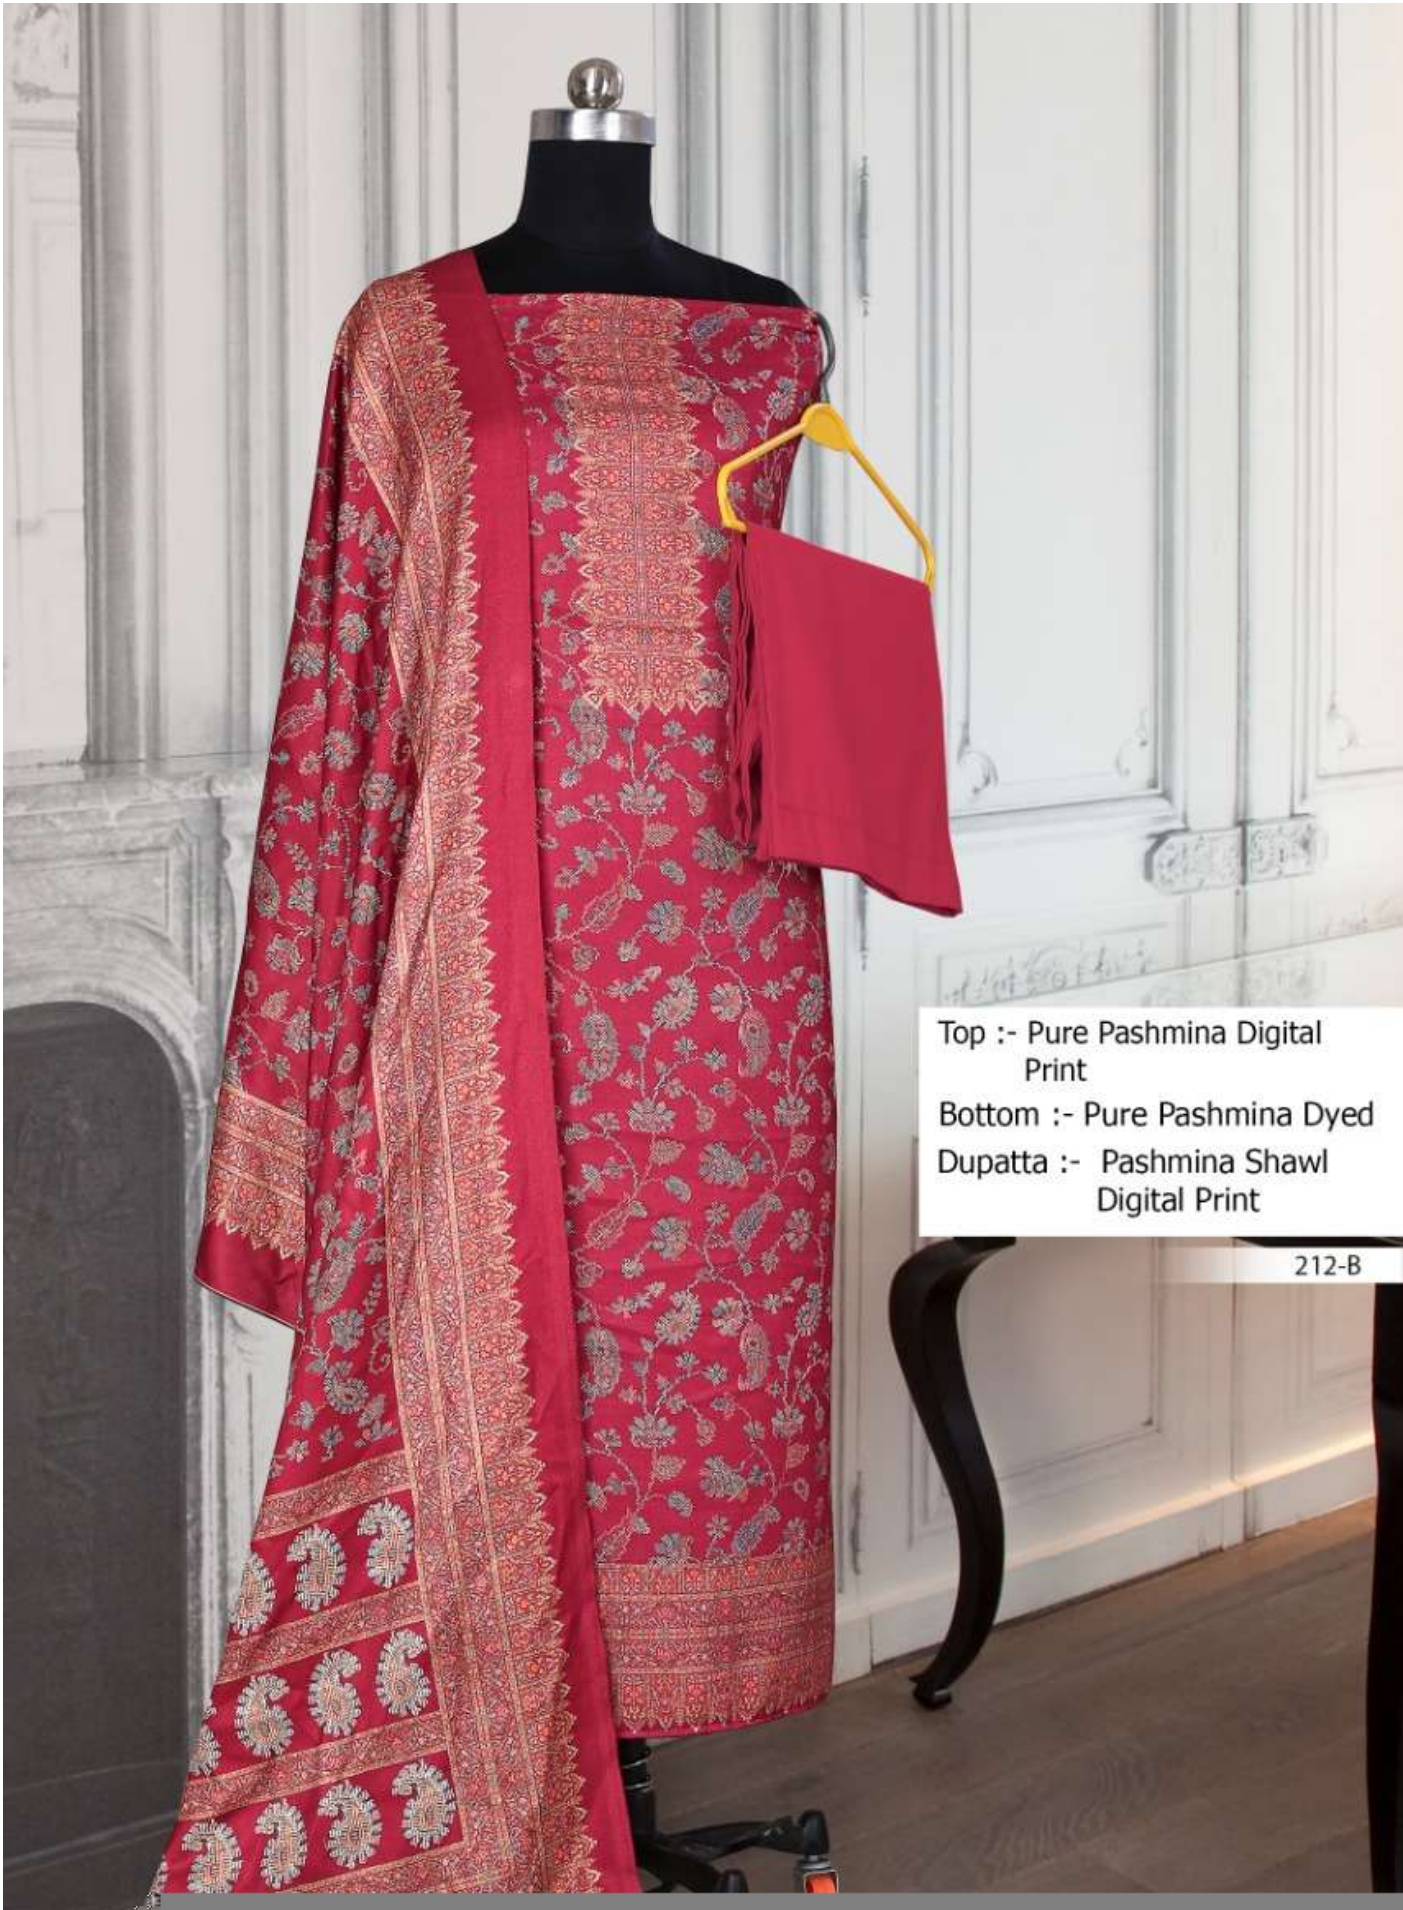 Top :- Pure Pashmina Digital
Print
Bottom :- Pure Pashmina Dyed
Dupatta :- Pashmina Shawl
Digital Print
212-B